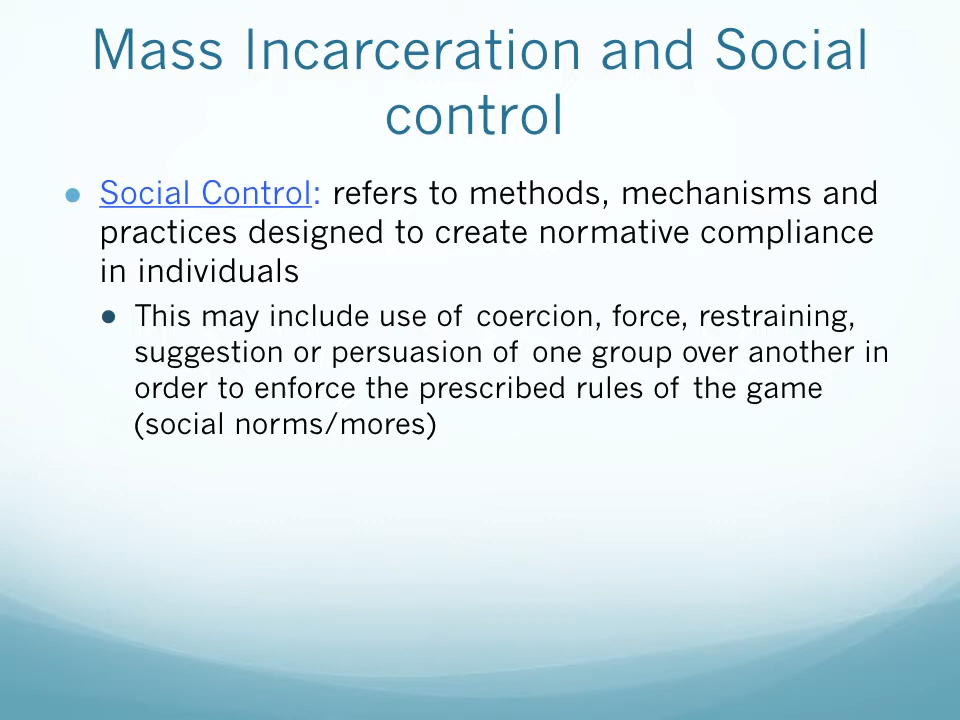 Mass Incarceration and Social
control
● Social Control: refers to methods, mechanisms and
practices designed to create normative compliance
in individuals
● This may include use of coercion, force, restraining,
suggestion or persuasion of one group over another in
order to enforce the prescribed rules of the game
(social norms/mores)